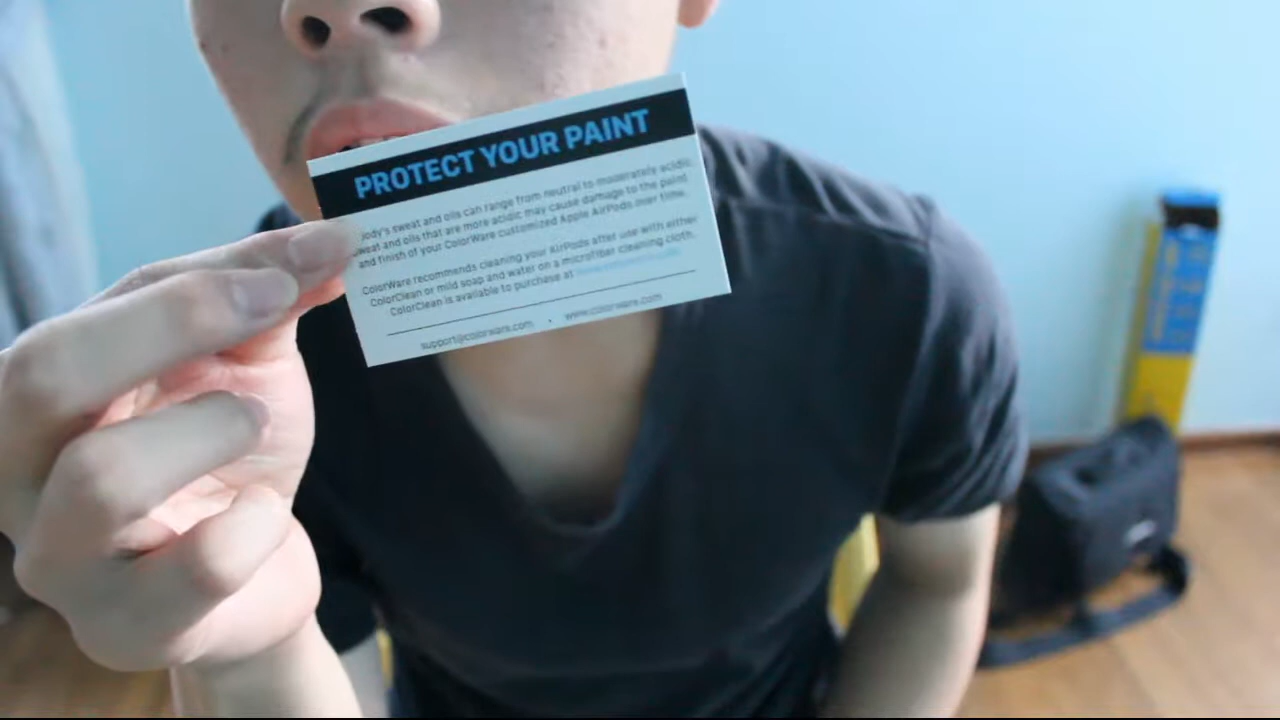 PROTECT YOUR PAINT
ody's sweat and oils can range from neutral to moderately acidic.
sweat and oils that are more acidic may cause damage to the paint
and finish of your ColorWare customized Apple AirPods over time.
ColorWare recommends cleaning your AirPods after use with either
ColorClean or mild soap and water on a microfiber cleaning cloth.
ColorClean is available to purchase at
support@colorware.com · www.colorware.com